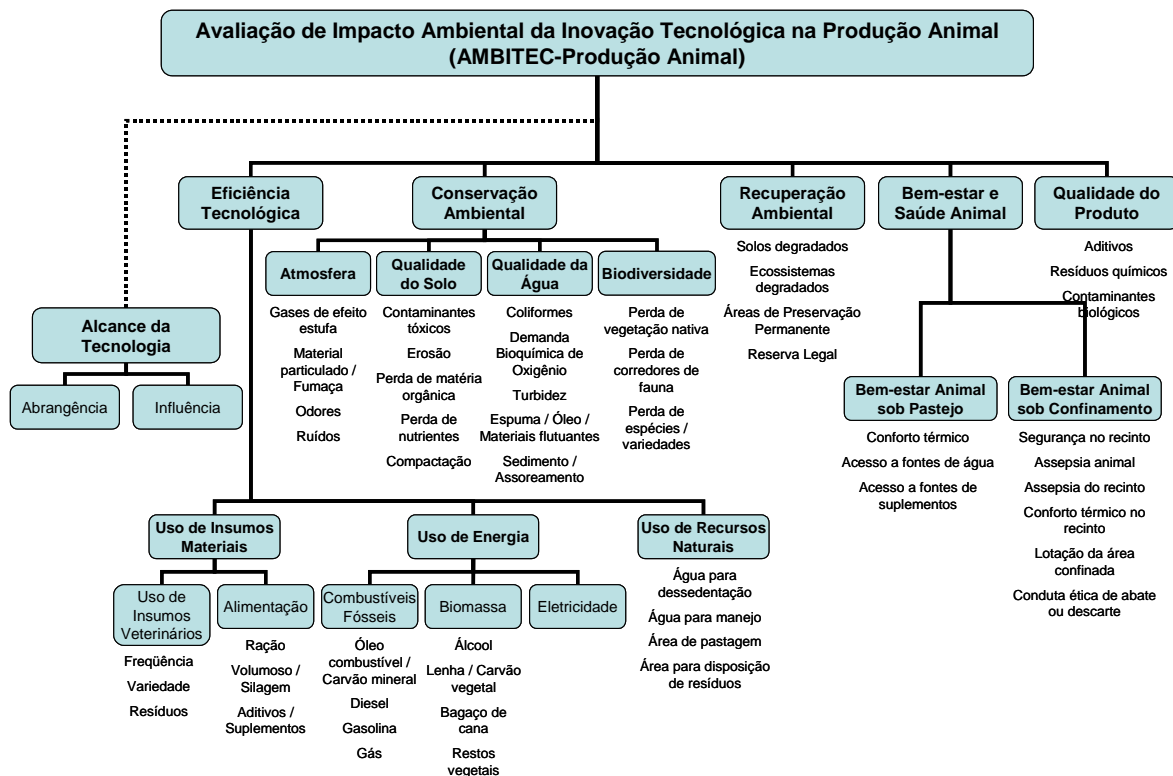 Avaliação de Impacto Ambiental da Inovação Tecnológica na Produção Animal
(AMBITEC-Produção Animal)
Eficiência
Tecnológica
Conservação
Ambiental
Recuperação
Ambiental
Bem-estar e
Saúde Animal
Qualidade do
Produto
Solos degradados
Ecossistemas
degradados
Áreas de Preservação
Permanente
Reserva Legal
Aditivos
Resíduos químicos
Contaminantes
biológicos
Atmosfera
Gases de efeito
estufa
Material
particulado /
Fumaça
Odores
Ruídos
Qualidade
do Solo
Contaminantes
tóxicos
Erosão
Perda de matéria
orgânica
Perda de
nutrientes
Compactação
Qualidade da
Água
Coliformes
Demanda
Bioquímica de
Oxigênio
Turbidez
Espuma / Óleo /
Materiais flutuantes
Sedimento /
Assoreamento
Biodiversidade
Perda de
vegetação nativa
Perda de
corredores de
fauna
Perda de
espécies /
variedades
Alcance da
Tecnologia
Abrangência
Influência
Bem-estar Animal
sob Pastejo
Conforto térmico
Acesso a fontes de água
Acesso a fontes de
suplementos
Bem-estar Animal
sob Confinamento
Segurança no recinto
Assepsia animal
Assepsia do recinto
Conforto térmico no
recinto
Lotação da área
confinada
Conduta ética de abate
ou descarte
Uso de Insumos
Materiais
Uso de
Insumos
Veterinários
Freqüência
Variedade
Resíduos
Alimentação
Ração
Volumoso /
Silagem
Aditivos /
Suplementos
Uso de Energia
Combustíveis
Fósseis
Óleo
combustível /
Carvão mineral
Diesel
Gasolina
Gás
Biomassa
Álcool
Lenha / Carvão
vegetal
Bagaço de
cana
Restos
vegetais
Eletricidade
Uso de Recursos
Naturais
Água para
dessedentação
Água para manejo
Área de pastagem
Área para disposição
de resíduos